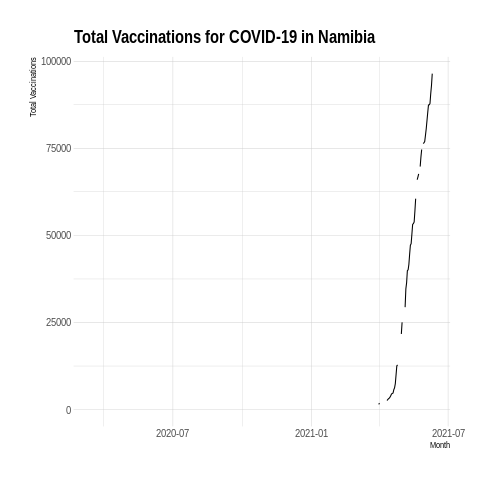 Total Vaccinations for COVID-19 in Namibia
Total Vaccinations
100000
75000
50000
25000
0
2020-07
2021-01
2021-07
Month